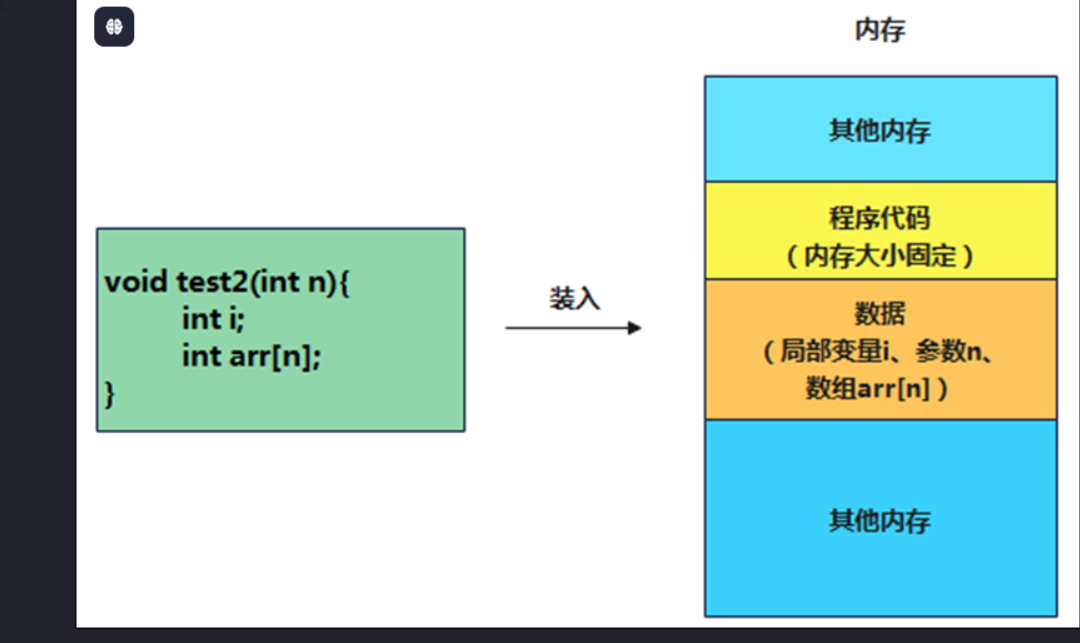 内存
其他内存
程序代码
（内存大小固定）
void test2(int n){
int i;
int arr[n];
}
装入
数据
（局部变量i、参数n、
数组arr[n]）
其他内存